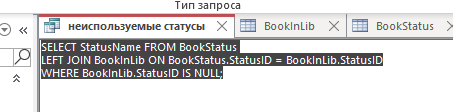 Тип запроса
неиспользуемые статусы
BookInLib
BookStatus
SELECT StatusName FROM BookStatus
LEFT JOIN BookInLib ON BookStatus.StatusID = BookInLib.StatusID
WHERE BookInLib.StatusID IS NULL;